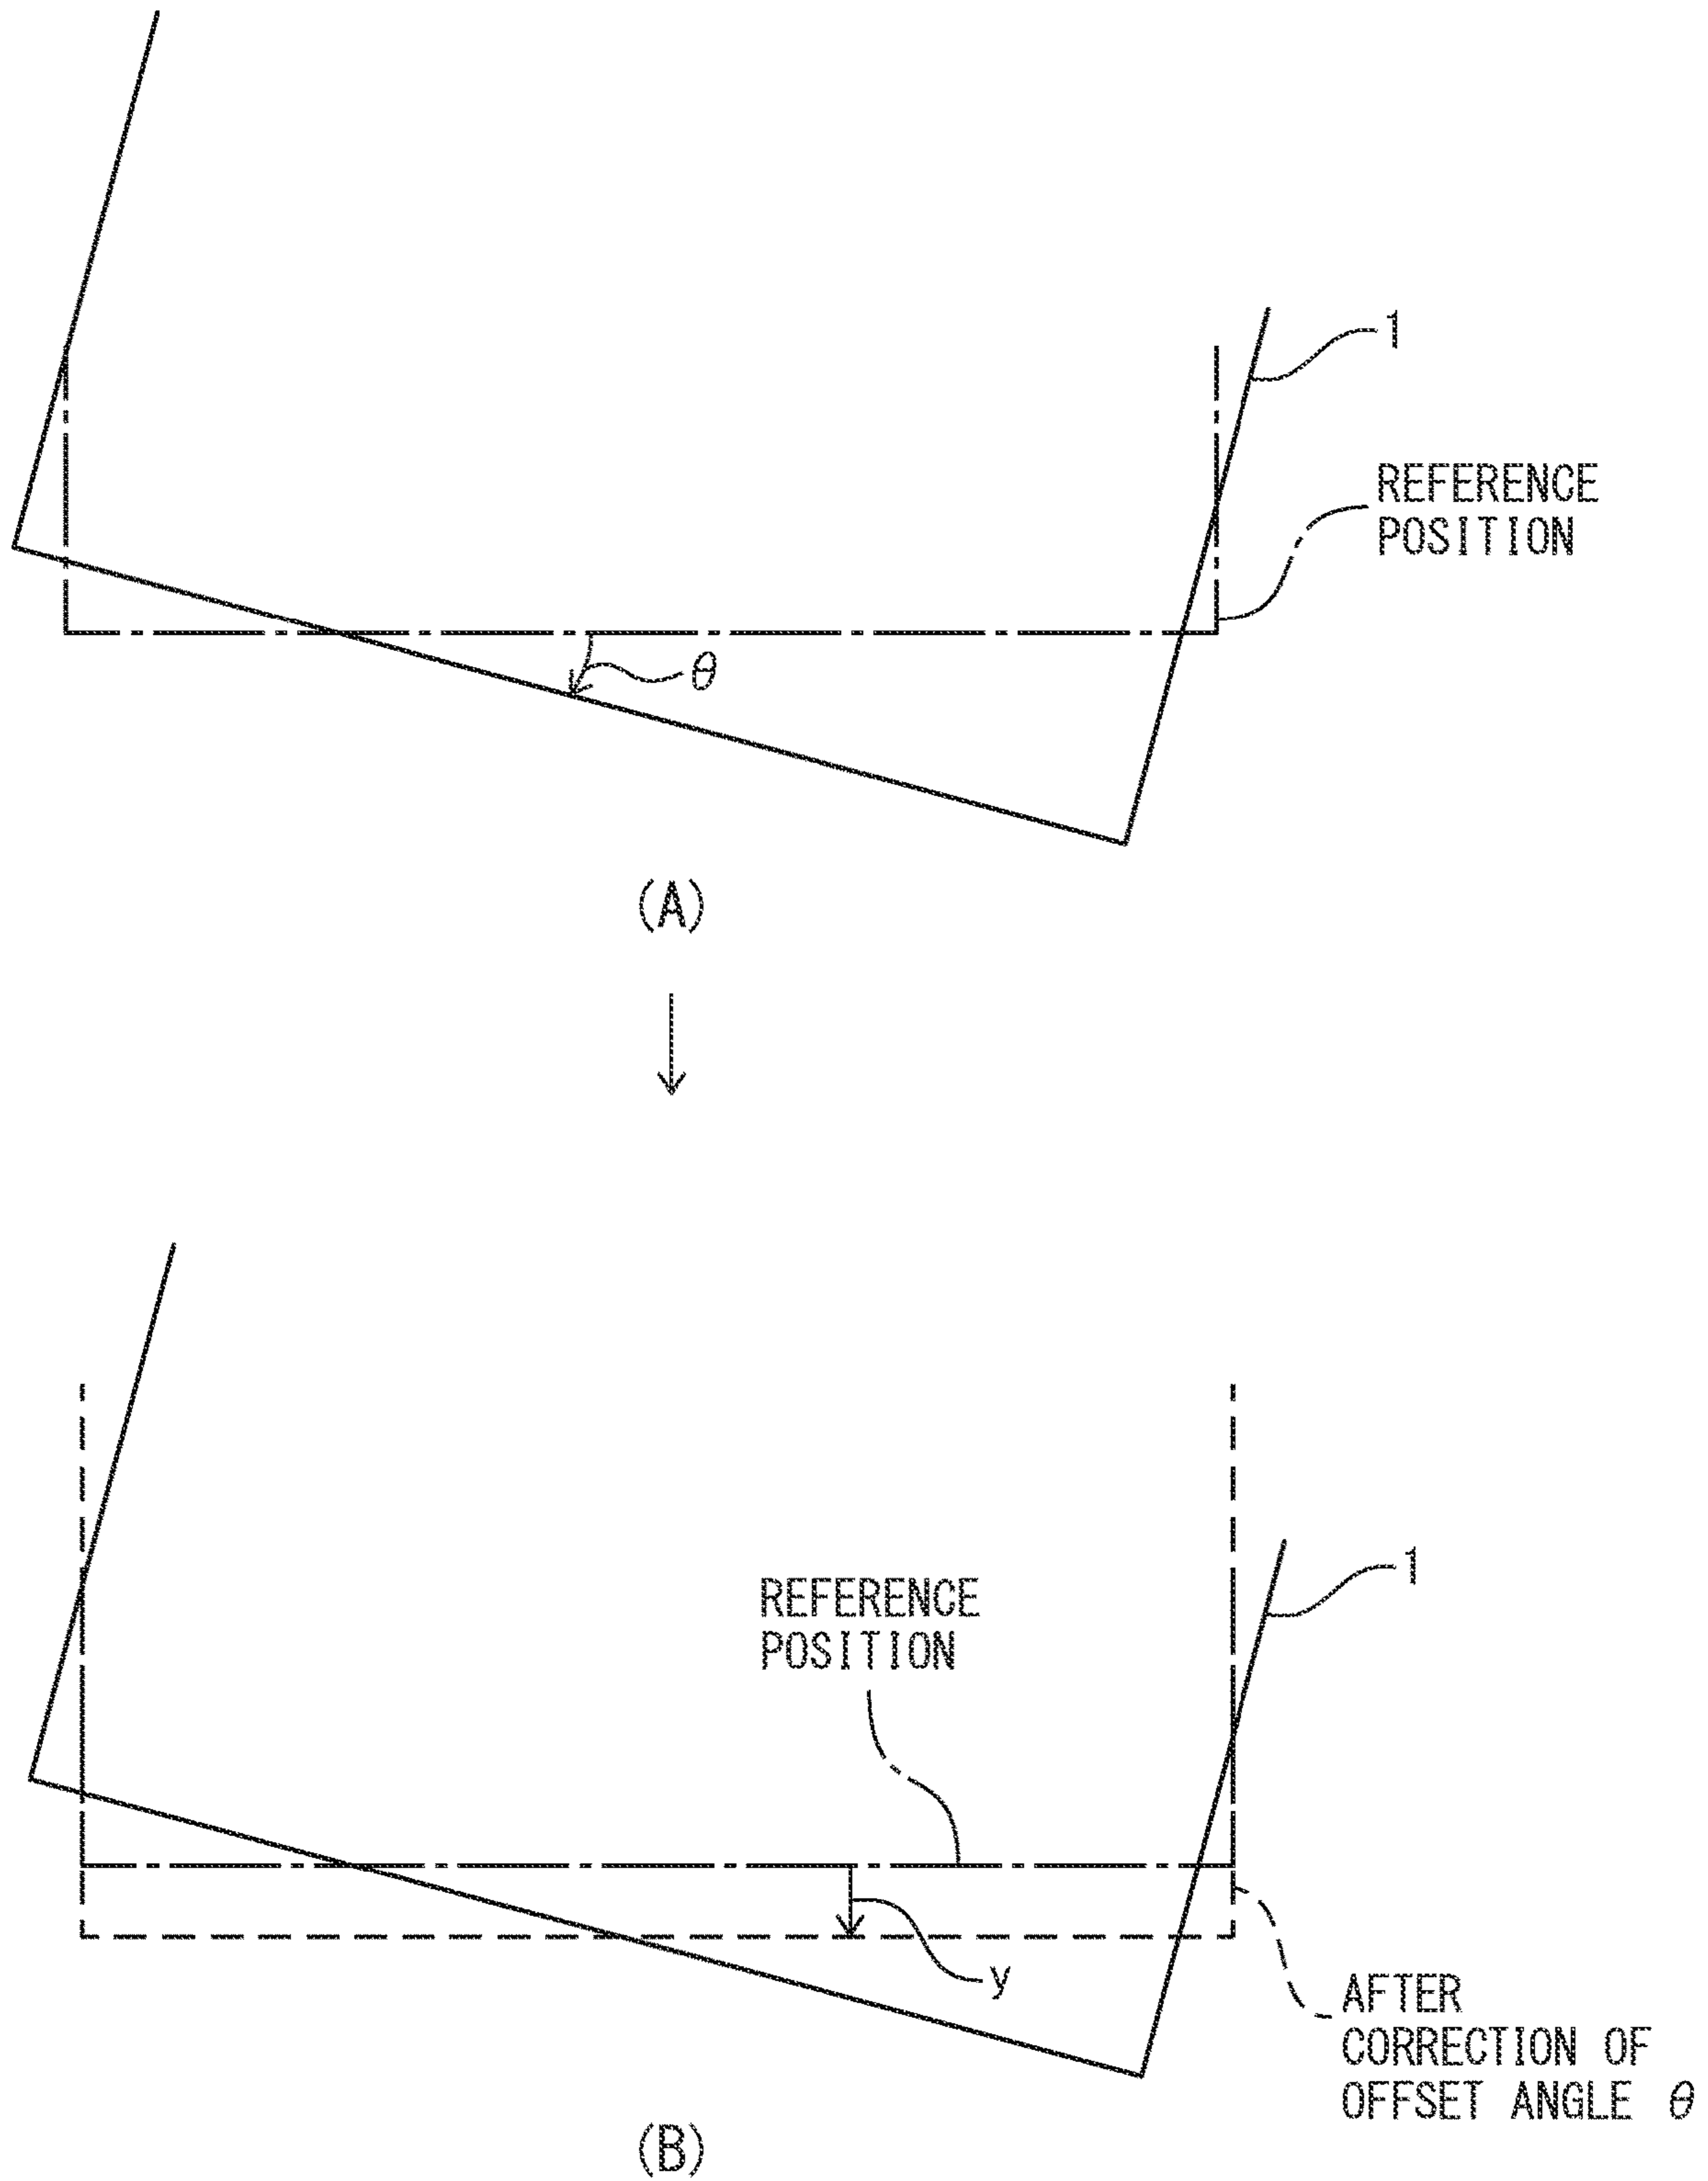 1
REFERENCE
POSITION
θ
(A)
REFERENCE
POSITION
1
y
AFTER
CORRECTION OF
OFFSET ANGLE θ
(B)